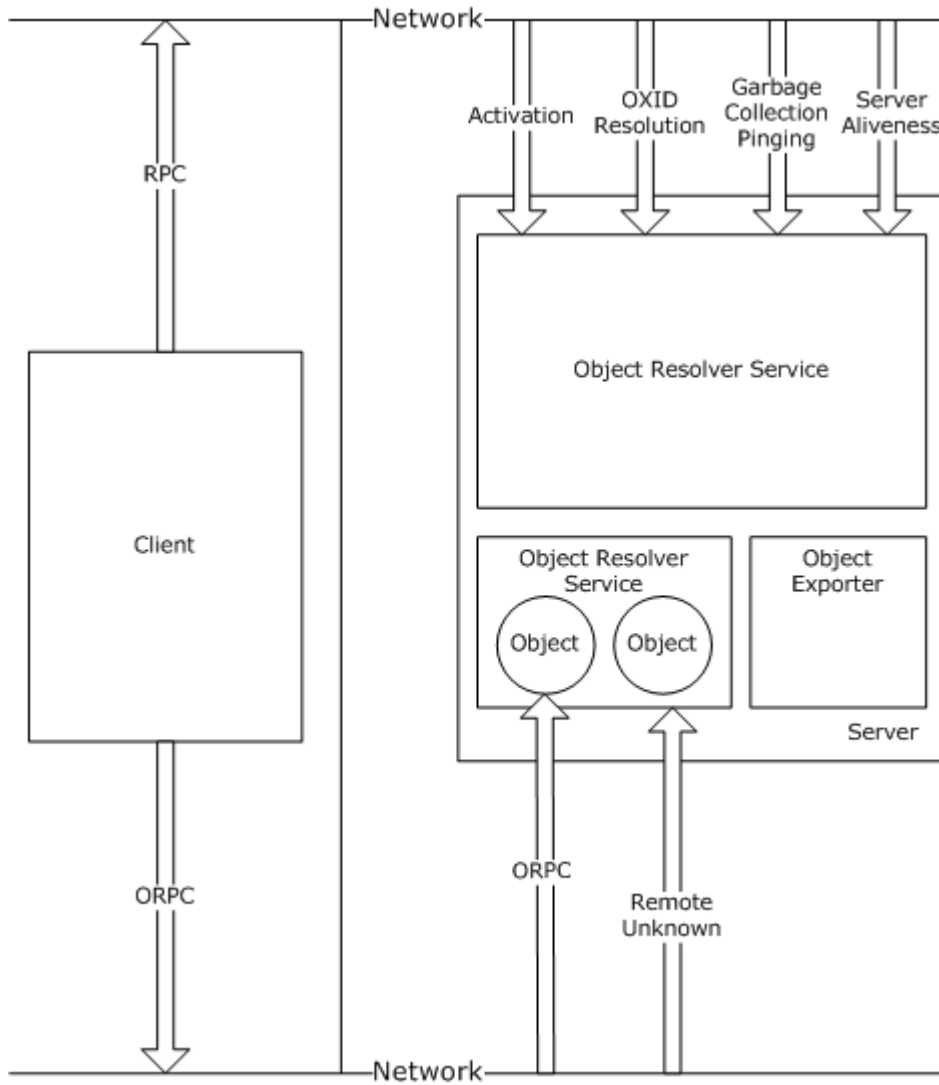 Network
Activation
OXID
Resolution
Garbage
Collection
Pinging
Server
Aliveness
RPC
Object Resolver Service
Client
Object Resolver
Service
Object
Object
Object
Exporter
Server
ORPC
ORPC
Remote
Unknown
Network